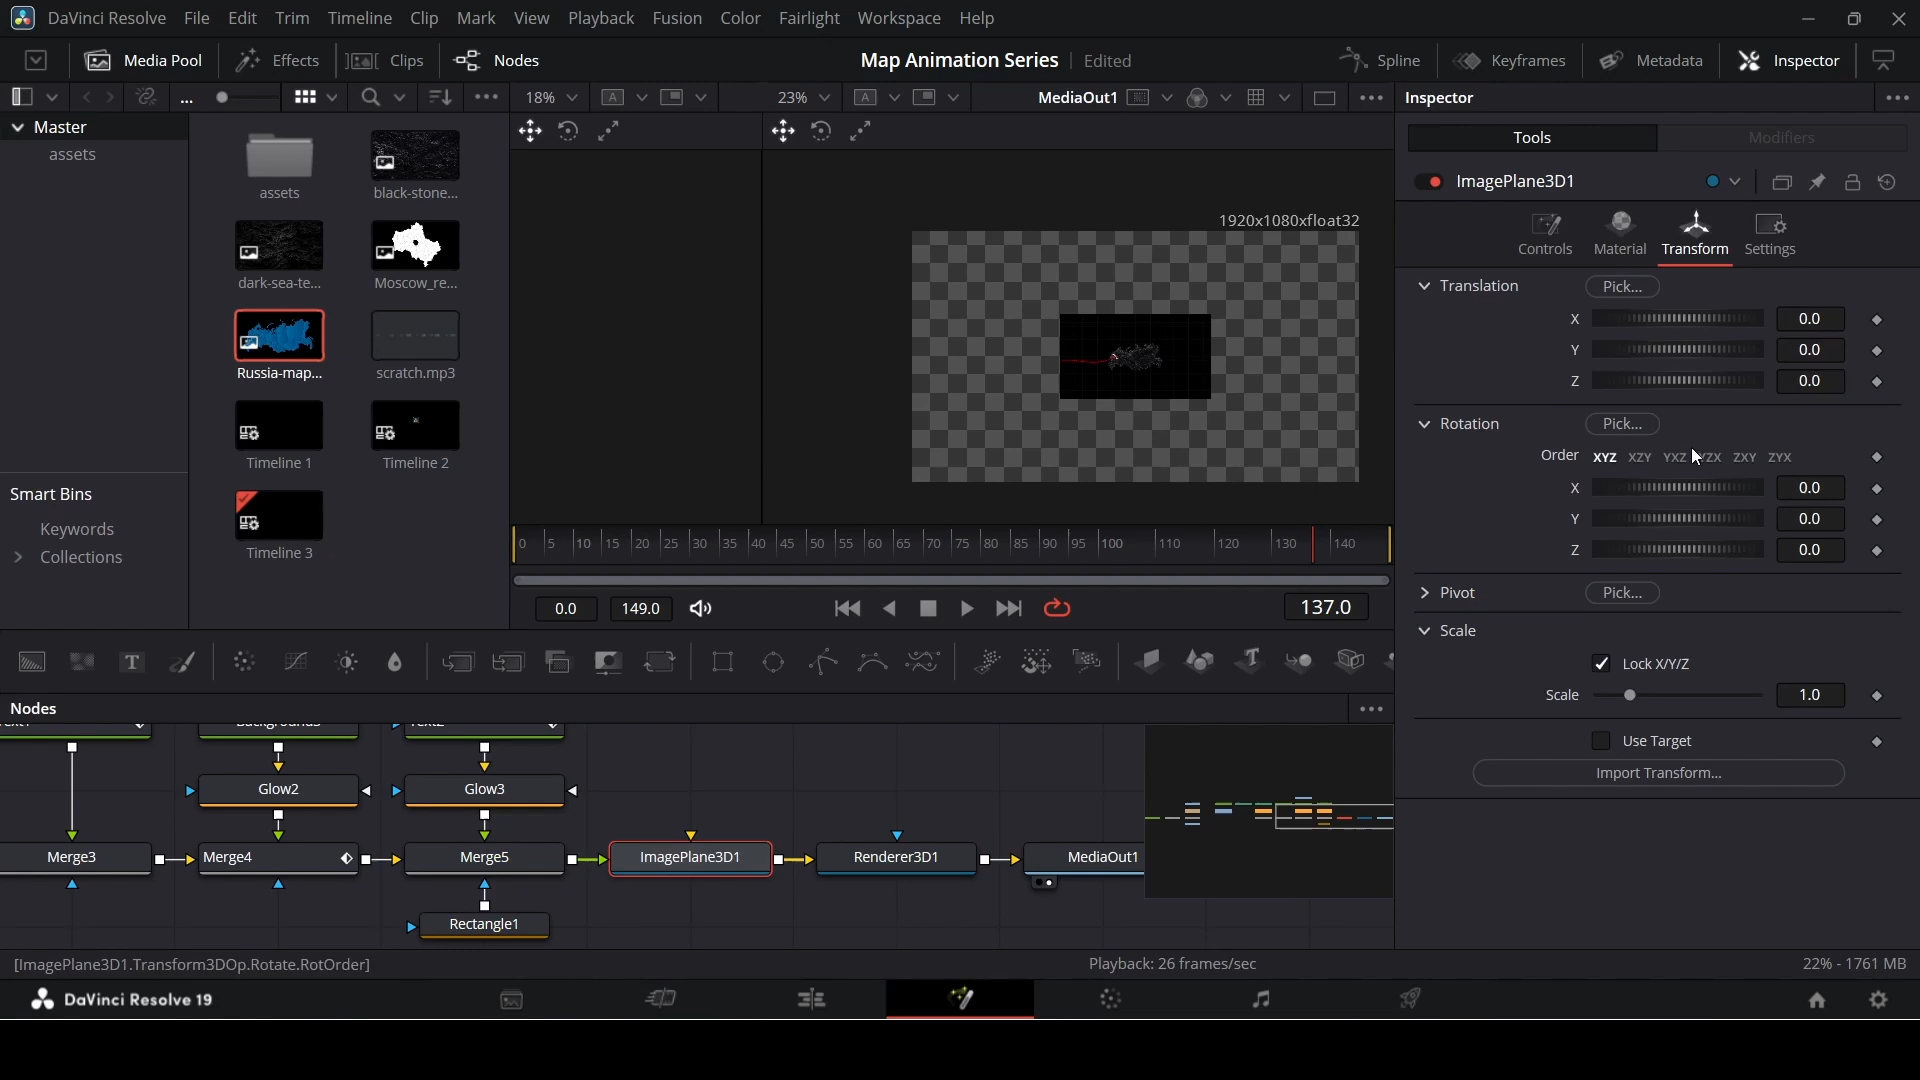 DaVinci Resolve File Edit Trim Timeline Clip Mark View Playback Fusion Color Fairlight Workspace Help
Media Pool Effects Clips Nodes Map Animation Series Edited Spline Keyframes Metadata Inspector
... 18% A 23% A MediaOut1 Inspector
Master
assets
assets
black-stone...
dark-sea-te...
Moscow_re...
Russia-map...
scratch.mp3
Timeline 1
Timeline 2
Timeline 3
Smart Bins
Keywords
Collections
1920x1080xfloat32
0 5 10 15 20 25 30 35 40 45 50 55 60 65 70 75 80 85 90 95 100 110 120 130 140
0.0 149.0 137.0
Tools Modifiers
ImagePlane3D1
Controls Material Transform Settings
Translation Pick...
X 0.0
Y 0.0
Z 0.0
Rotation Pick...
Order XYZ XZY YXZ YZX ZXY ZYX
X 0.0
Y 0.0
Z 0.0
Pivot Pick...
Scale
Lock X/Y/Z
Scale 1.0
Use Target
Import Transform...
T
Nodes
Glow2 Glow3
Merge3 Merge4 Merge5 ImagePlane3D1 Renderer3D1 MediaOut1
Rectangle1
[ImagePlane3D1.Transform3DOp.Rotate.RotOrder] Playback: 26 frames/sec 22% - 1761 MB
DaVinci Resolve 19